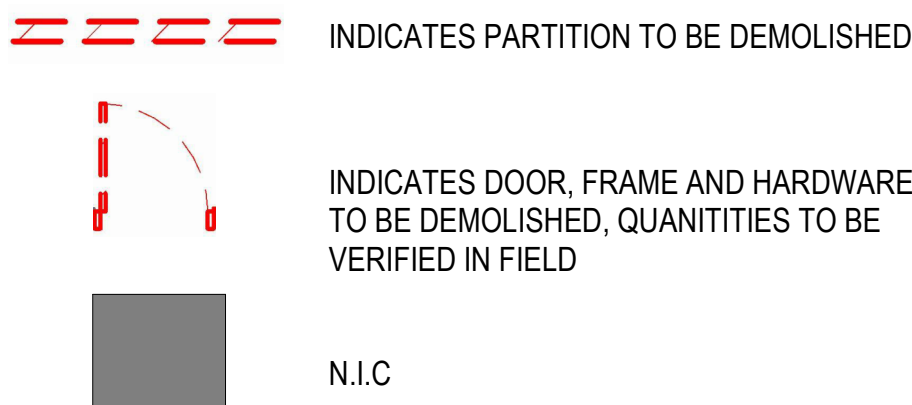 INDICATES PARTITION TO BE DEMOLISHED
INDICATES DOOR, FRAME AND HARDWARE
TO BE DEMOLISHED, QUANITITIES TO BE
VERIFIED IN FIELD
N.I.C